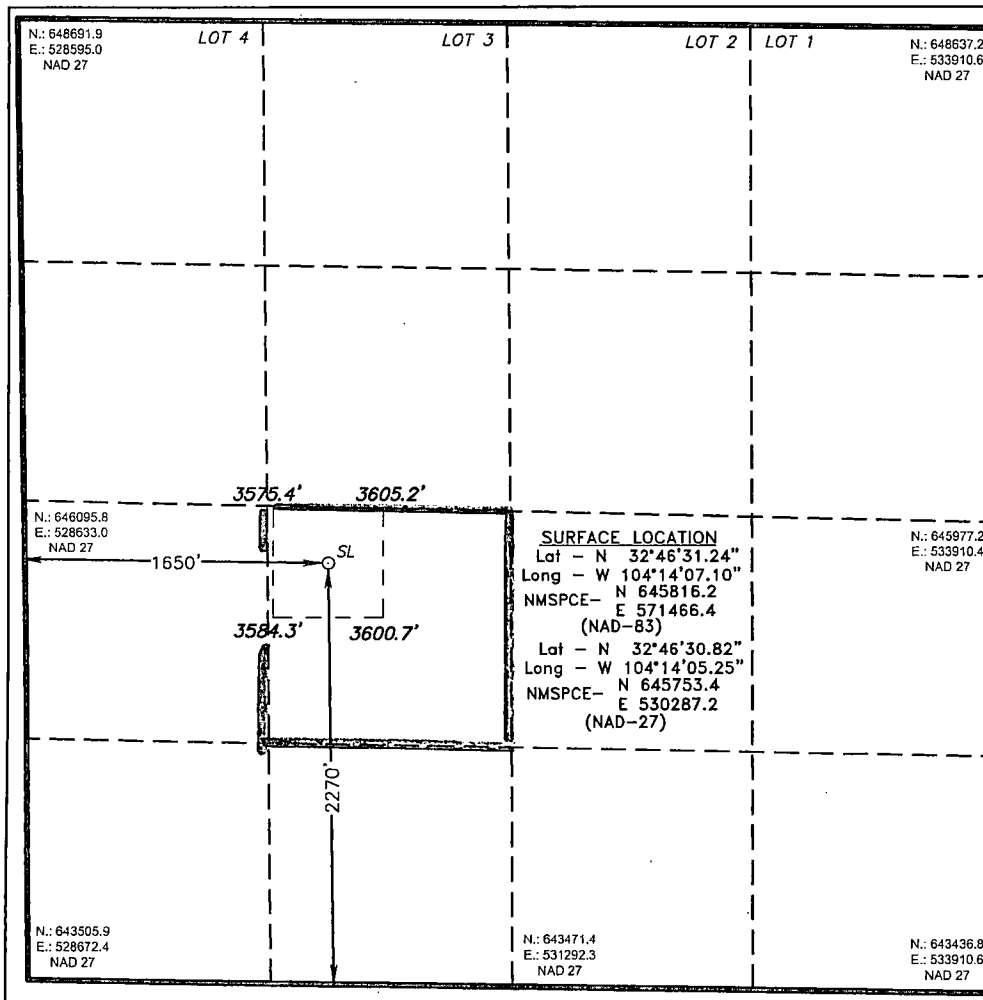 N.: 648691.9
E.: 528595.0
NAD 27
LOT 4
LOT 3
LOT 2
LOT 1
N.: 648637.2
E.: 533910.6
NAD 27
3575.4'
3605.2'
N.: 646095.8
E.: 528633.0
NAD 27
1650'
SL
3584.3'
3600.7'
SURFACE LOCATION
Lat - N 32°46'31.24"
Long - W 104°14'07.10"
NMSPCE- N 645816.2
E 571466.4
(NAD-83)
Lat - N 32°46'30.82"
Long - W 104°14'05.25"
NMSPCE- N 645753.4
E 530287.2
(NAD-27)
N.: 645977.2
E.: 533910.4
NAD 27
2270'
N.: 643505.9
E.: 528672.4
NAD 27
N.: 643471.4
E.: 531292.3
NAD 27
N.: 643436.8
E.: 533910.6
NAD 27